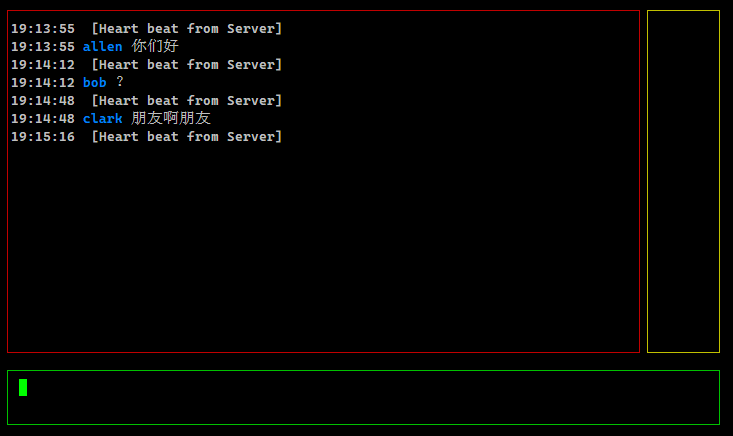 19:13:55  [Heart beat from Server]
19:13:55 allen 你们好
19:14:12  [Heart beat from Server]
19:14:12 bob ？
19:14:48  [Heart beat from Server]
19:14:48 clark 朋友啊朋友
19:15:16  [Heart beat from Server]